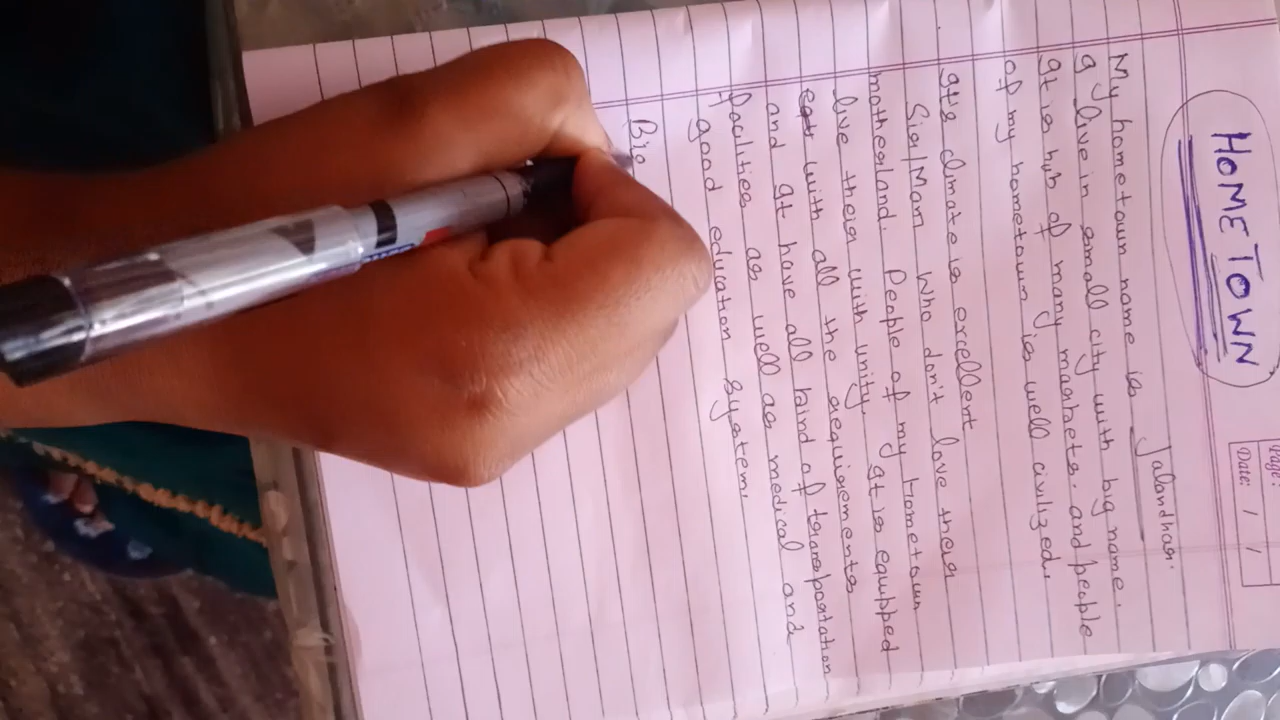 Page:
Date: / /
HOME TOWN
My hometown name is Jalandhar.
I live in small city with big name.
It is hub of many markets. and people
of my hometown is well civilized.
It's climate is excellent
Sir/Mam Who don't love their
motherland. People of my hometown
live their with unity. It is equipped
with all the requirements
and It have all kind of transportation
facilities as well as medical and
good education system.
Big